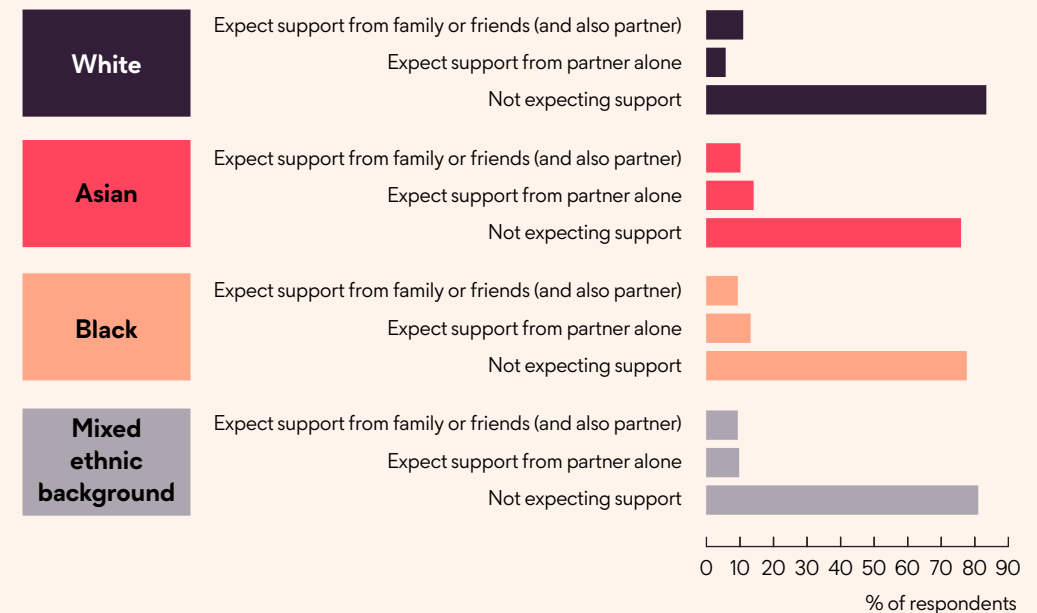 White
Expect support from family or friends (and also partner)
Expect support from partner alone
Not expecting support
Asian
Expect support from family or friends (and also partner)
Expect support from partner alone
Not expecting support
Black
Expect support from family or friends (and also partner)
Expect support from partner alone
Not expecting support
Mixed
ethnic
background
Expect support from family or friends (and also partner)
Expect support from partner alone
Not expecting support
0 10 20 30 40 50 60 70 80 90
% of respondents